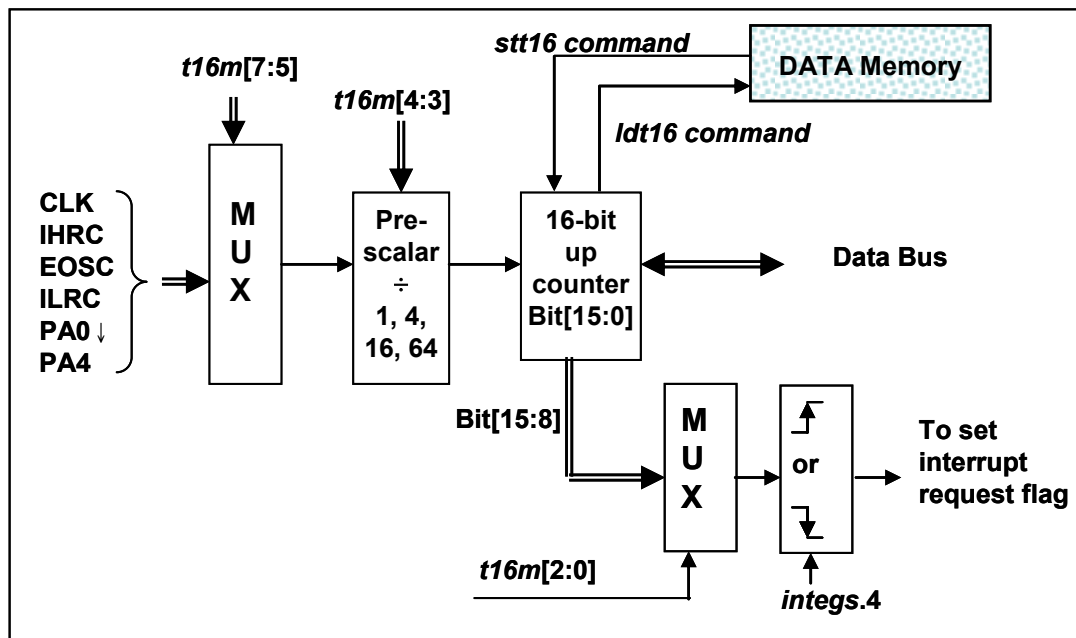 stt16 command
DATA Memory
t16m[7:5]
t16m[4:3]
ldt16 command
CLK
IHRC
EOSC
ILRC
PA0 ↓
PA4
M
U
X
Pre-
scalar
÷
1, 4,
16, 64
16-bit
up
counter
Bit[15:0]
Data Bus
Bit[15:8]
M
U
X
or
To set
interrupt
request flag
t16m[2:0]
integs.4